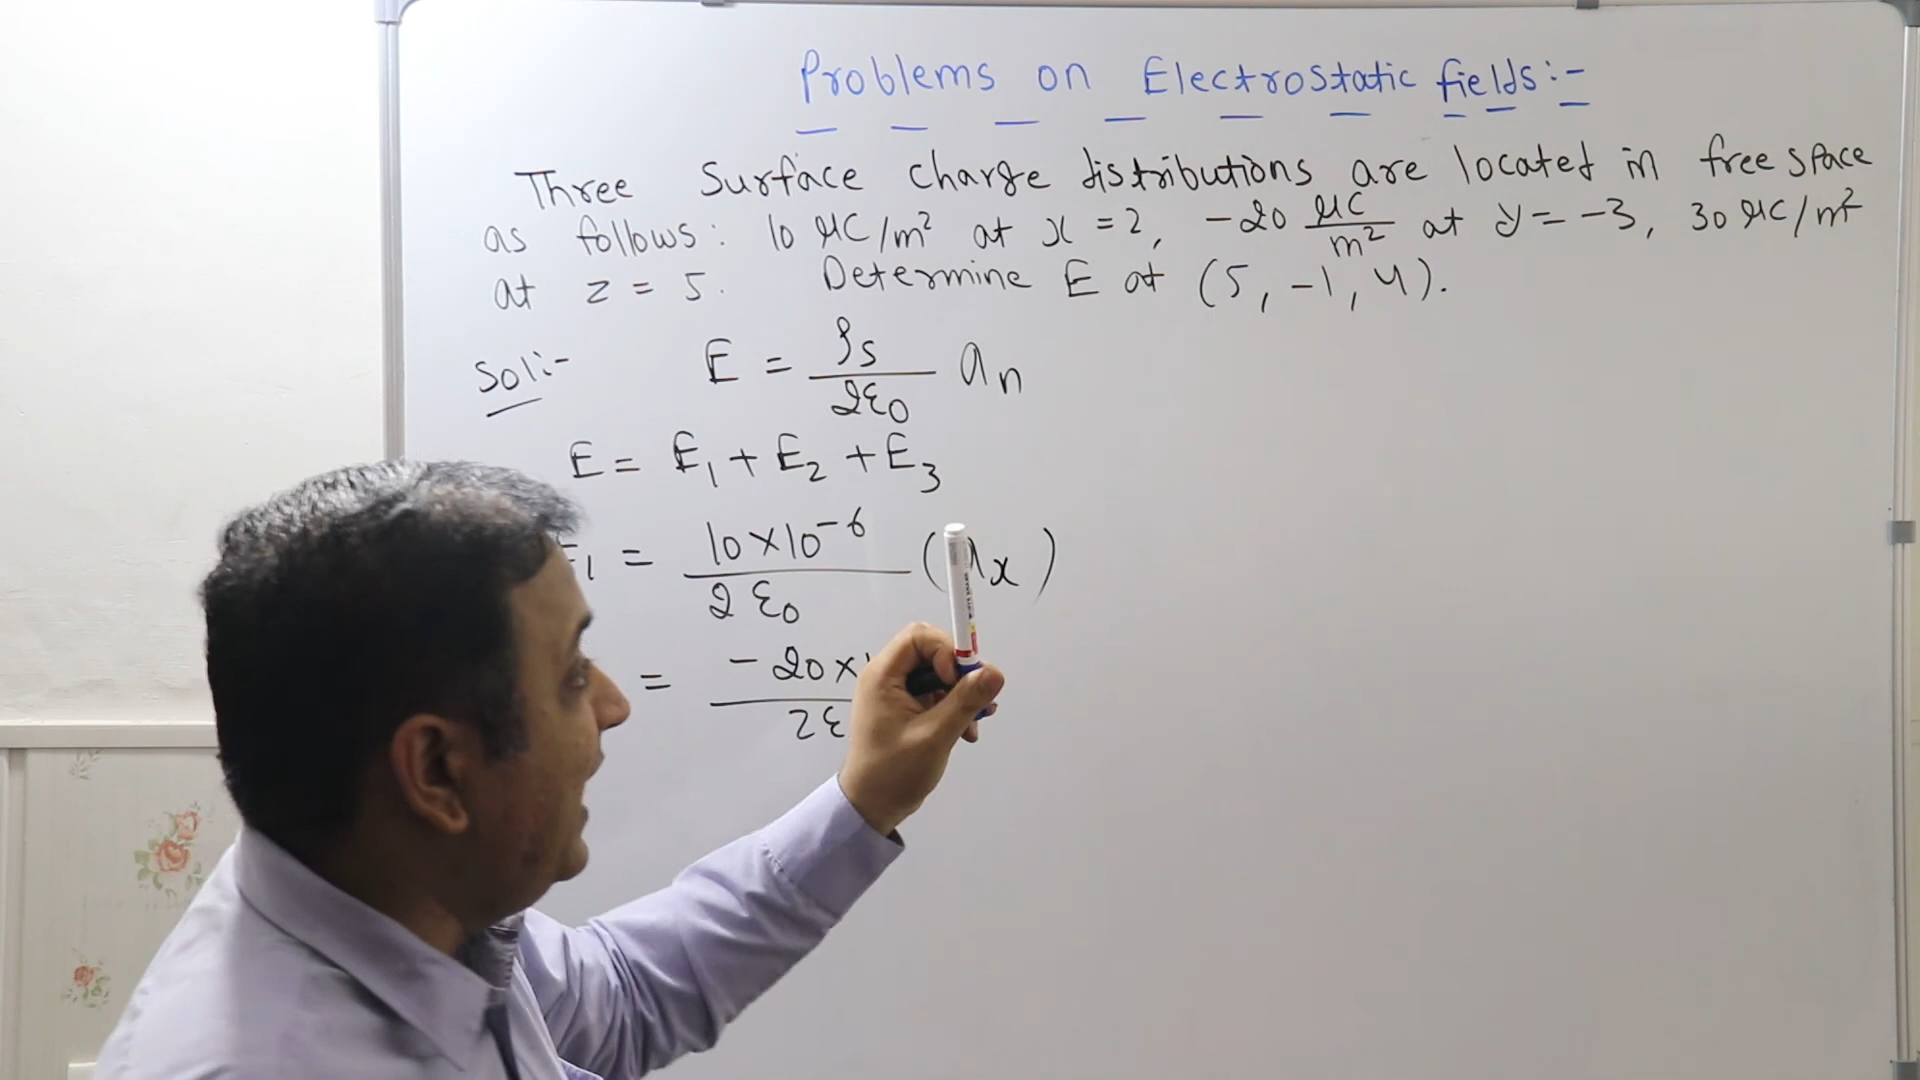 Problems on Electrostatic fields:-
Three Surface charge distributions are located in free space
as follows: 10 μC/m² at x = 2, -20 μC/m² at y = -3, 30 μC/m²
at z = 5. Determine E at (5, -1, 4).
Sol:- E = ρs/2ε0 an
E = E1 + E2 + E3
1 = 10×10⁻⁶/2ε0 ( x )
= -20×/2ε